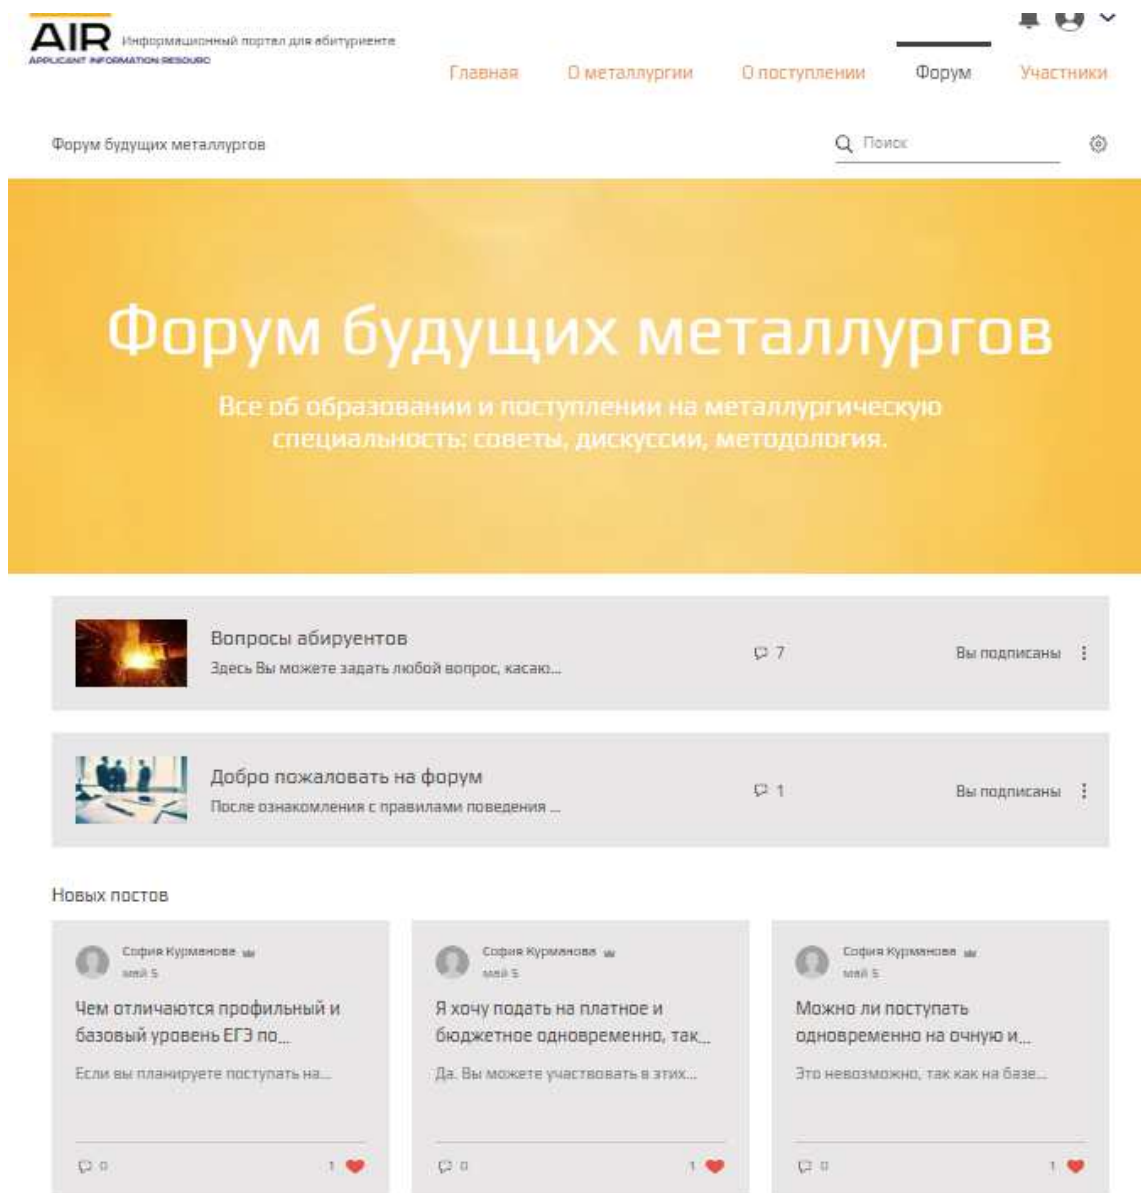 AIR
Информационный портал для абитуриенте
APPLICANT INFORMATION RESOURC
Главная О металлургии О поступлении Форум Участники
Форум будущих металлургов
Поиск
Форум будущих металлургов
Все об образовании и поступлении на металлургическую
специальность: советы, дискуссии, методология.
Вопросы абируентов
Здесь Вы можете задать любой вопрос, касаю...
7
Вы подписаны
Добро пожаловать на форум
После ознакомления с правилами поведения ...
1
Вы подписаны
Новых постов
София Курманова
май 5
Чем отличаются профильный и
базовый уровень ЕГЭ по...
Если вы планируете поступать на...
0 1
София Курманова
май 5
Я хочу подать на платное и
бюджетное одновременно, так...
Да. Вы можете участвовать в этих...
0 1
София Курманова
май 5
Можно ли поступать
одновременно на очную и...
Это невозможно, так как на базе...
0 1